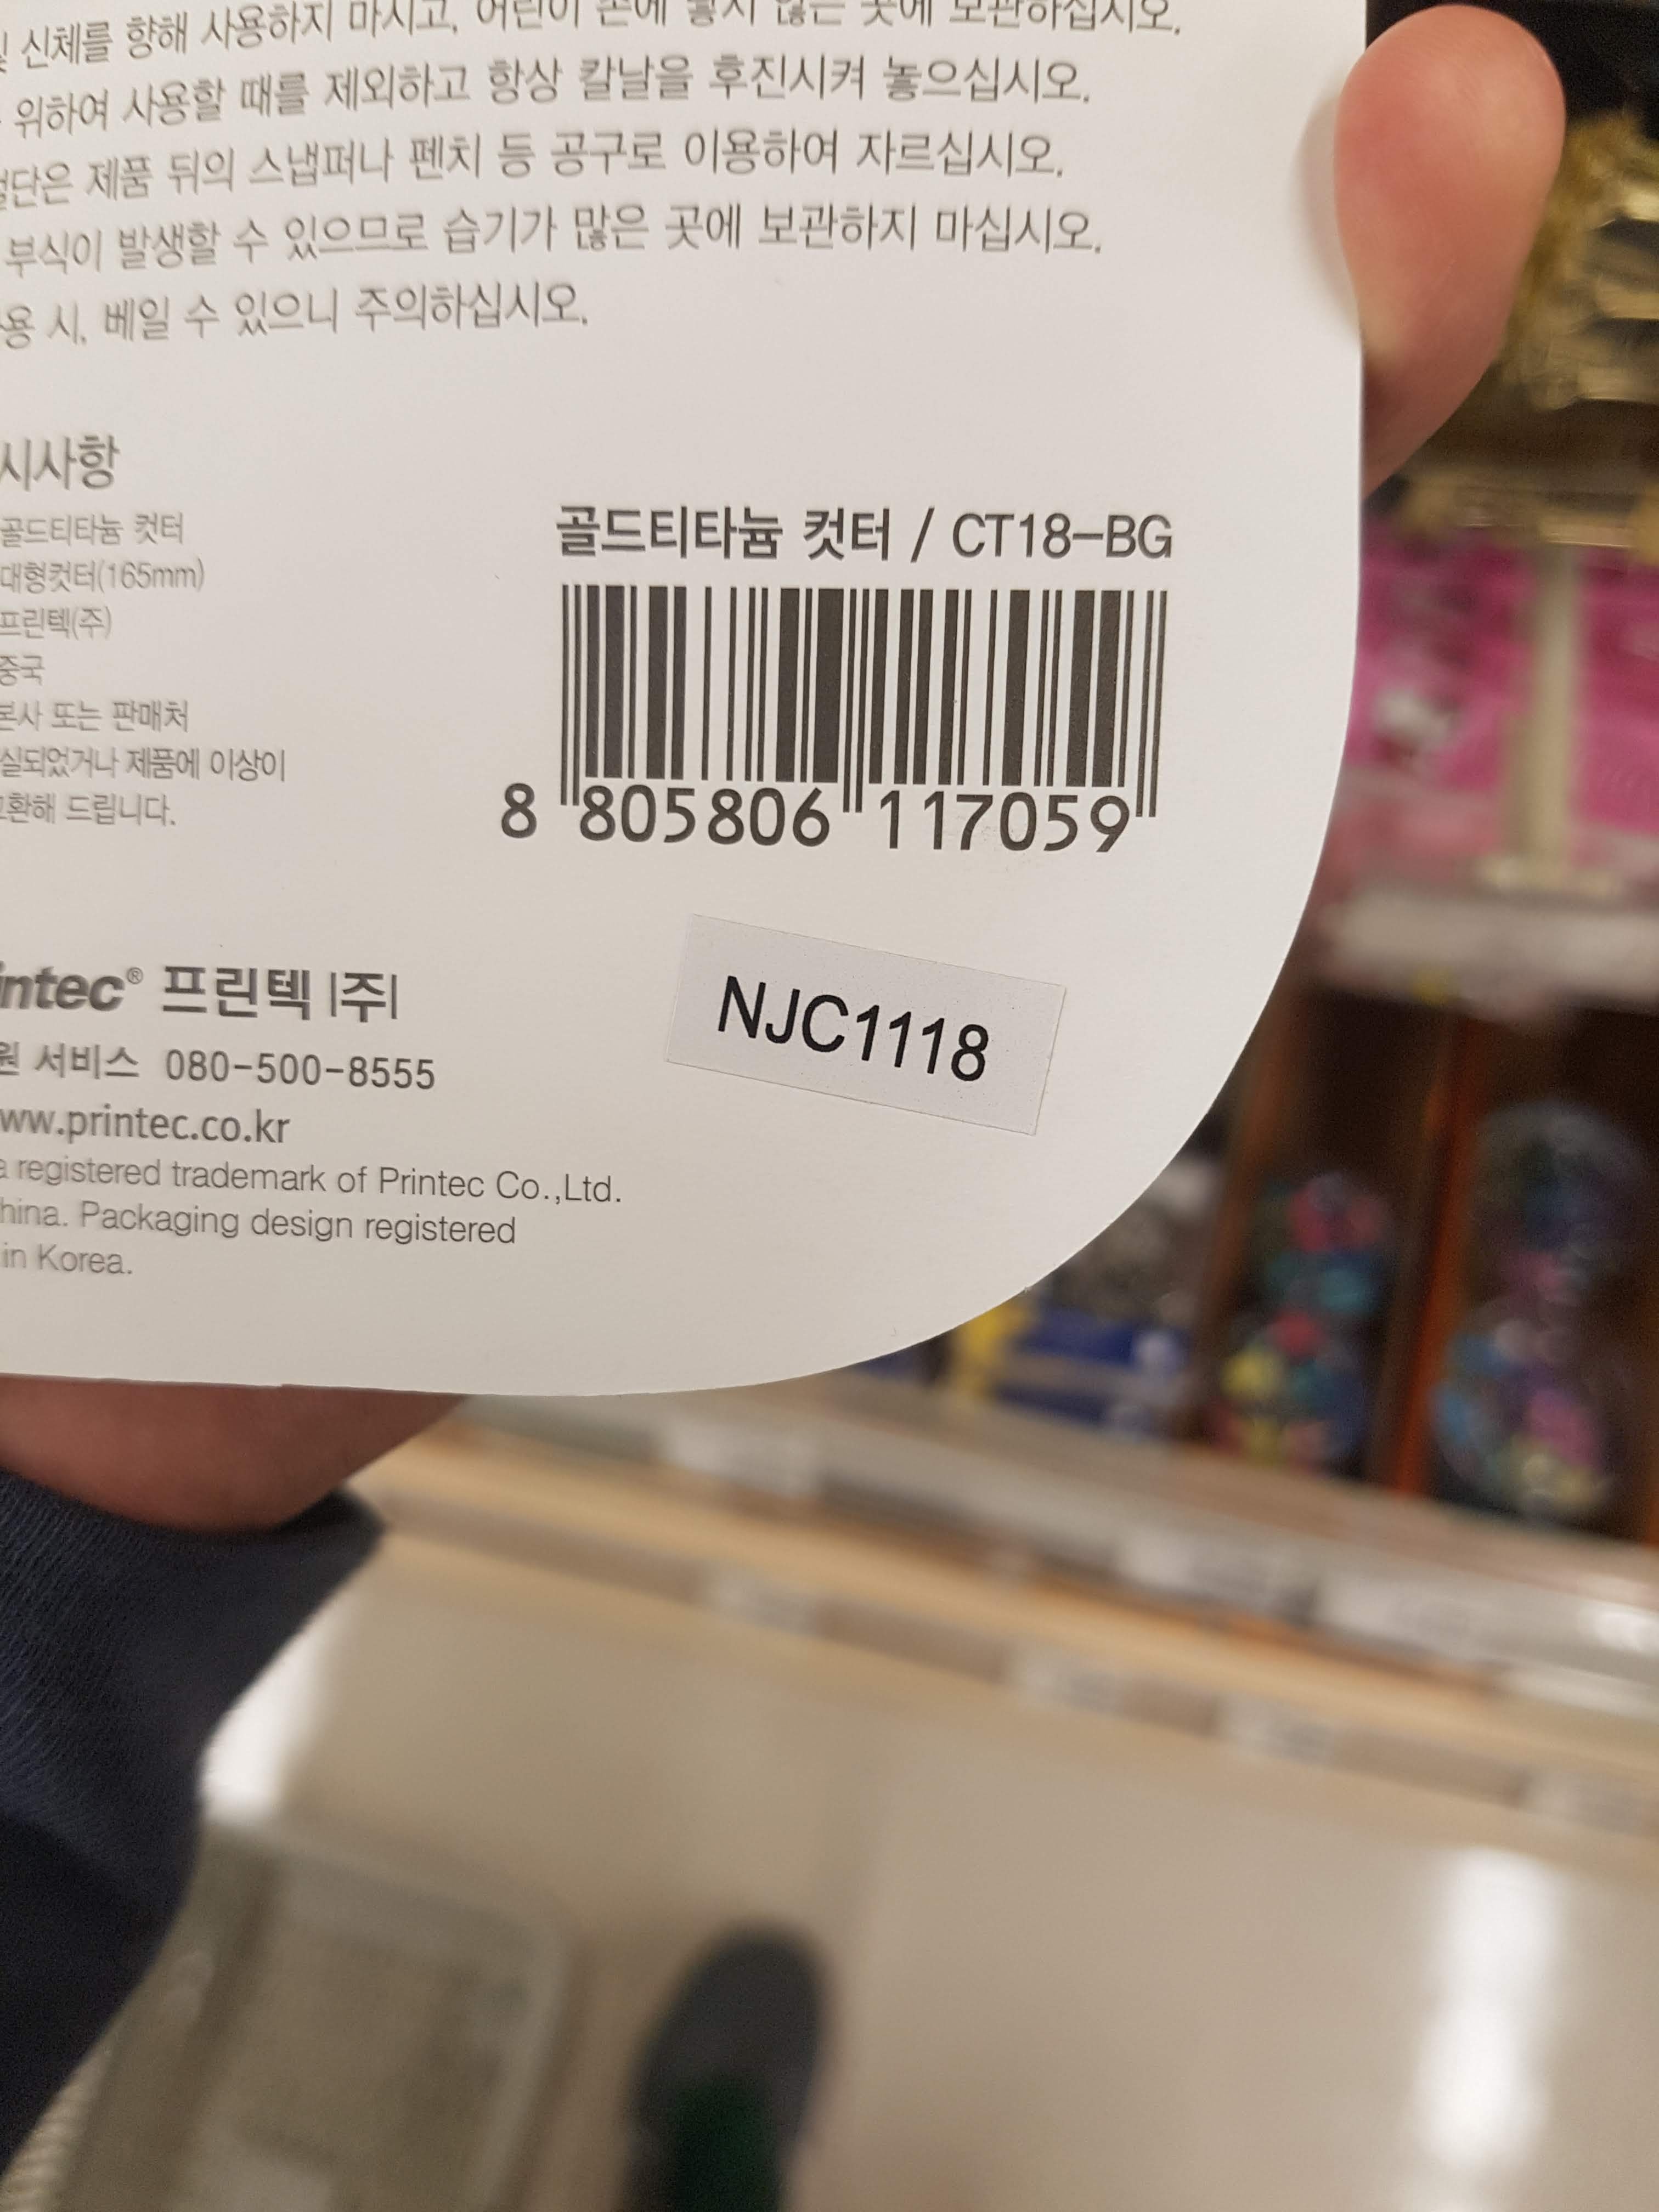 신체를 향해 사용하지 마시고, 어린이 손에 닿지 않는 곳에 보관하십시오.
위하여 사용할 때를 제외하고 항상 칼날을 후진시켜 놓으십시오.
절단은 제품 뒤의 스냅퍼나 펜치 등 공구로 이용하여 자르십시오.
부식이 발생할 수 있으므로 습기가 많은 곳에 보관하지 마십시오.
용 시, 베일 수 있으니 주의하십시오.
시사항
골드티타늄 컷터
대형컷터(165mm)
프린텍(주)
중국
본사 또는 판매처
실되었거나 제품에 이상이
교환해 드립니다.
골드티타늄 컷터 / CT18-BG
8 805806 117059
NJC1118
intec® 프린텍 |주|
원 서비스 080-500-8555
ww.printec.co.kr
a registered trademark of Printec Co.,Ltd.
hina. Packaging design registered
in Korea.